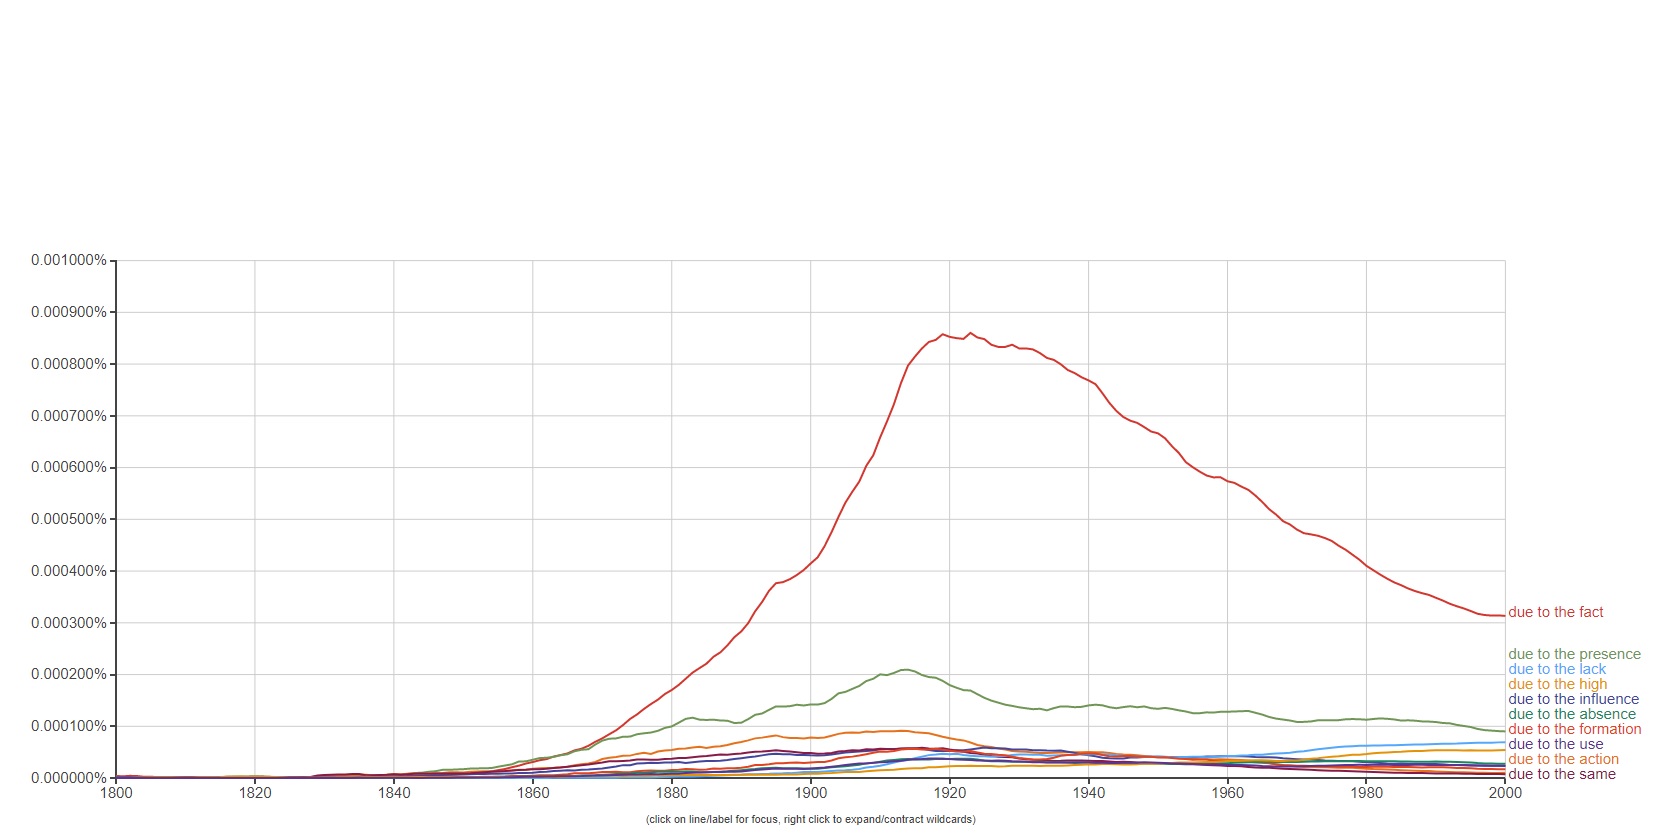 0.001000%
0.000900%
0.000800%
0.000700%
0.000600%
0.000500%
0.000400%
0.000300%
0.000200%
0.000100%
0.000000%
1800 1820 1840 1860 1880 1900 1920 1940 1960 1980 2000
due to the fact
due to the presence
due to the lack
due to the high
due to the influence
due to the absence
due to the formation
due to the use
due to the action
due to the same
(click on line/label for focus, right click to expand/contract wildcards)